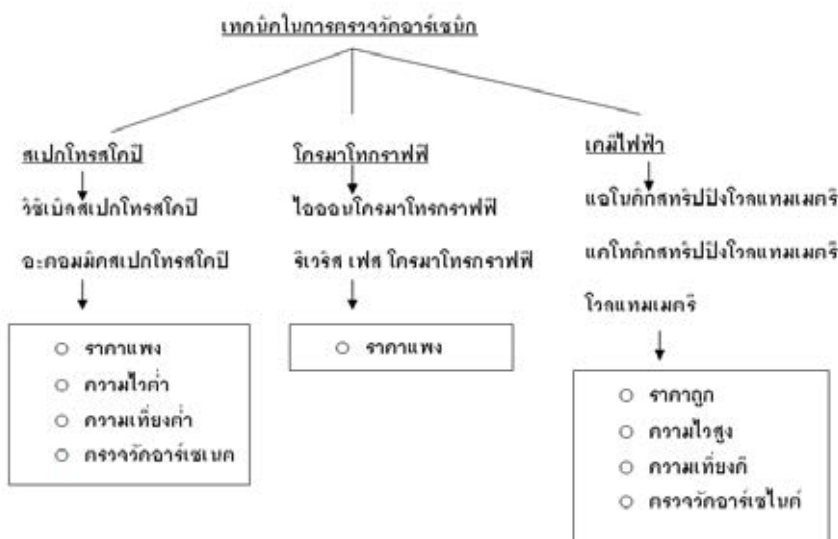 เทคนิคในการตรวจวัดอาร์เซนิก
สเปกโทรสโกปี
วิซิเบิลสเปกโทรสโกปี
อะตอมมิคสเปกโทรสโกปี
ราคาแพง
ความไวต่ำ
ความเที่ยงต่ำ
ตรวจวัดอาร์เซเนต
โครมาโทกราฟฟี
ไอออนโครมาโทรกราฟฟี
รีเวริส เฟส โครมาโทรกราฟฟี
ราคาแพง
เคมีไฟฟ้า
แอโนดิกสทริปปิงโวลแทมเมตรี
แคโทดิกสทริปปิงโวลแทมเมตรี
โวลแทมเมตรี
ราคาถูก
ความไวสูง
ความเที่ยงดี
ตรวจวัดอาร์เซไนต์